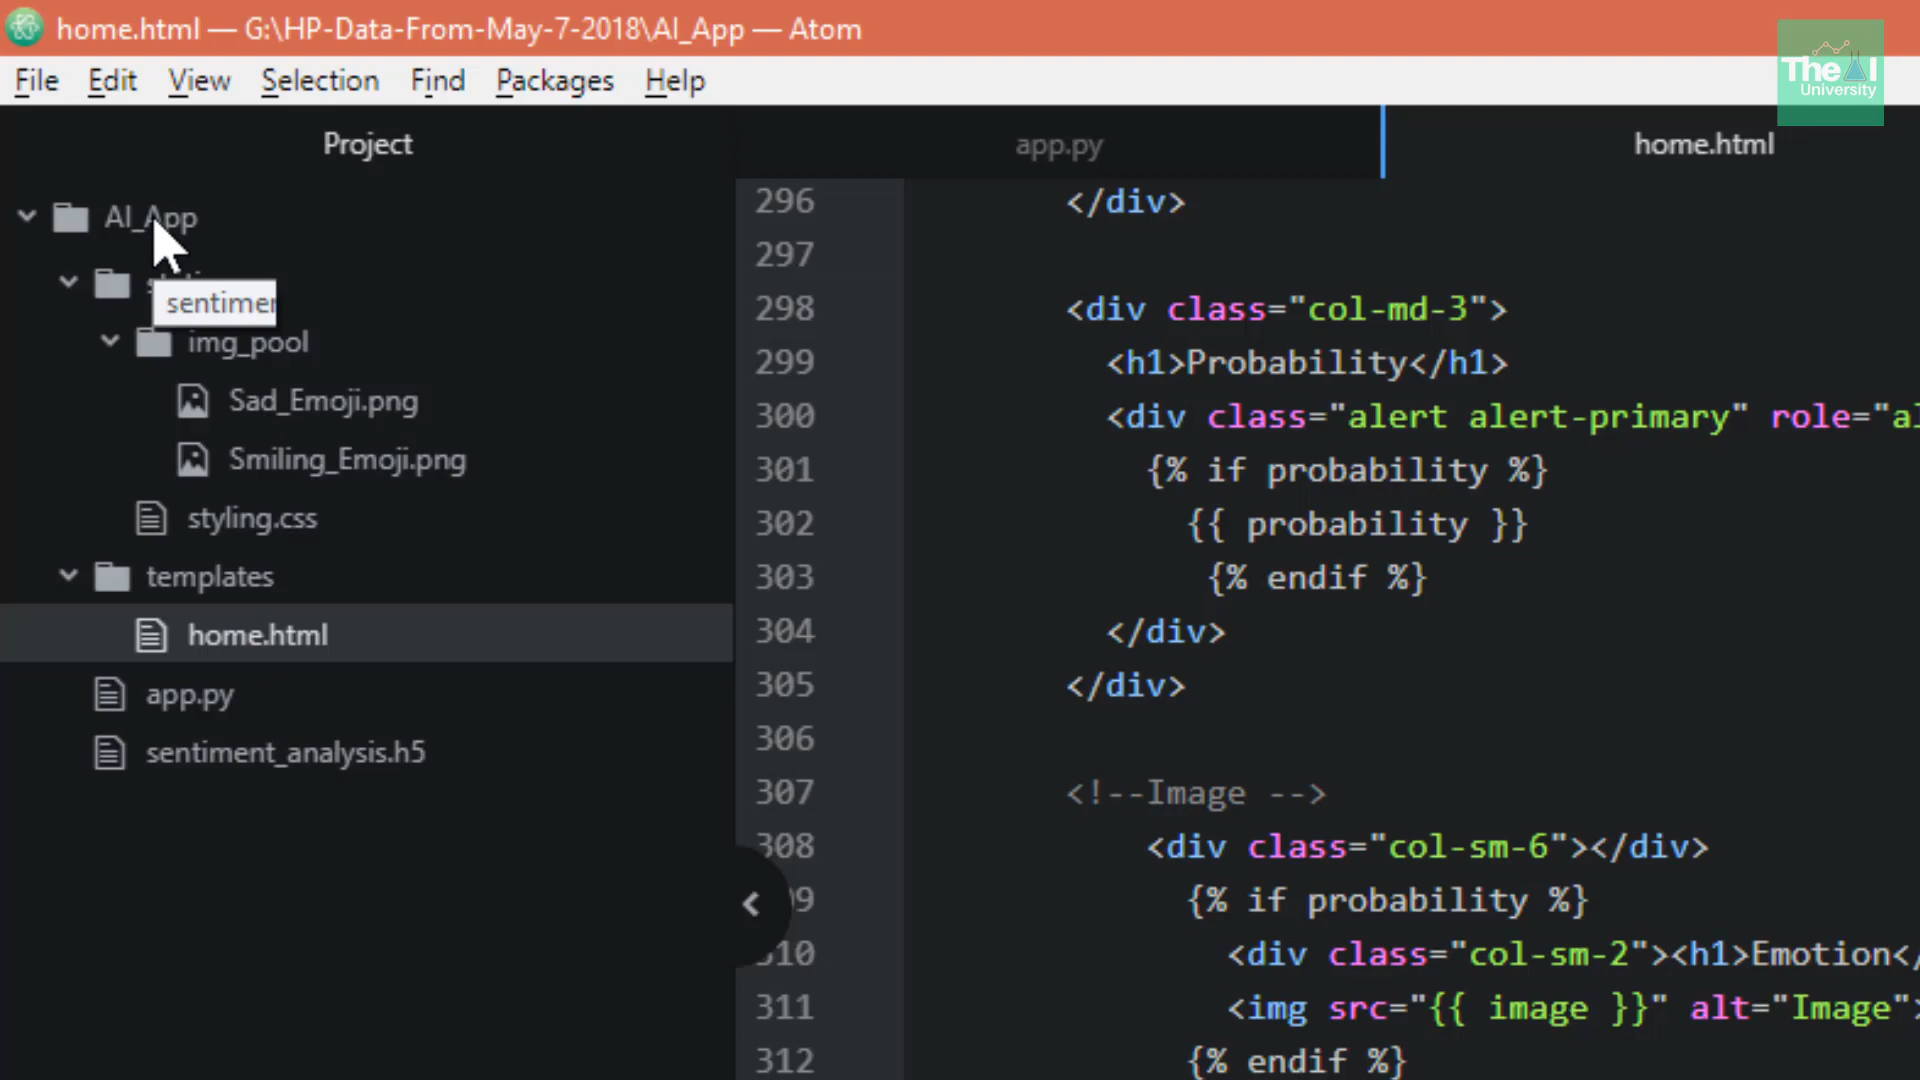 home.html — G:\HP-Data-From-May-7-2018\AI_App — Atom
The AI
University
File Edit View Selection Find Packages Help
Project
app.py
home.html
AI_App
img_pool
Sad_Emoji.png
Smiling_Emoji.png
styling.css
templates
home.html
app.py
sentiment_analysis.h5
296 </div>
297
298 <div class="col-md-3">
299 <h1>Probability</h1>
300 <div class="alert alert-primary" role="al
301 {% if probability %}
302 {{ probability }}
303 {% endif %}
304 </div>
305 </div>
306
307 <!--Image -->
308 <div class="col-sm-6"></div>
9 {% if probability %}
310 <div class="col-sm-2"><h1>Emotion</
311 <img src="{{ image }}" alt="Image">
312 {% endif %}